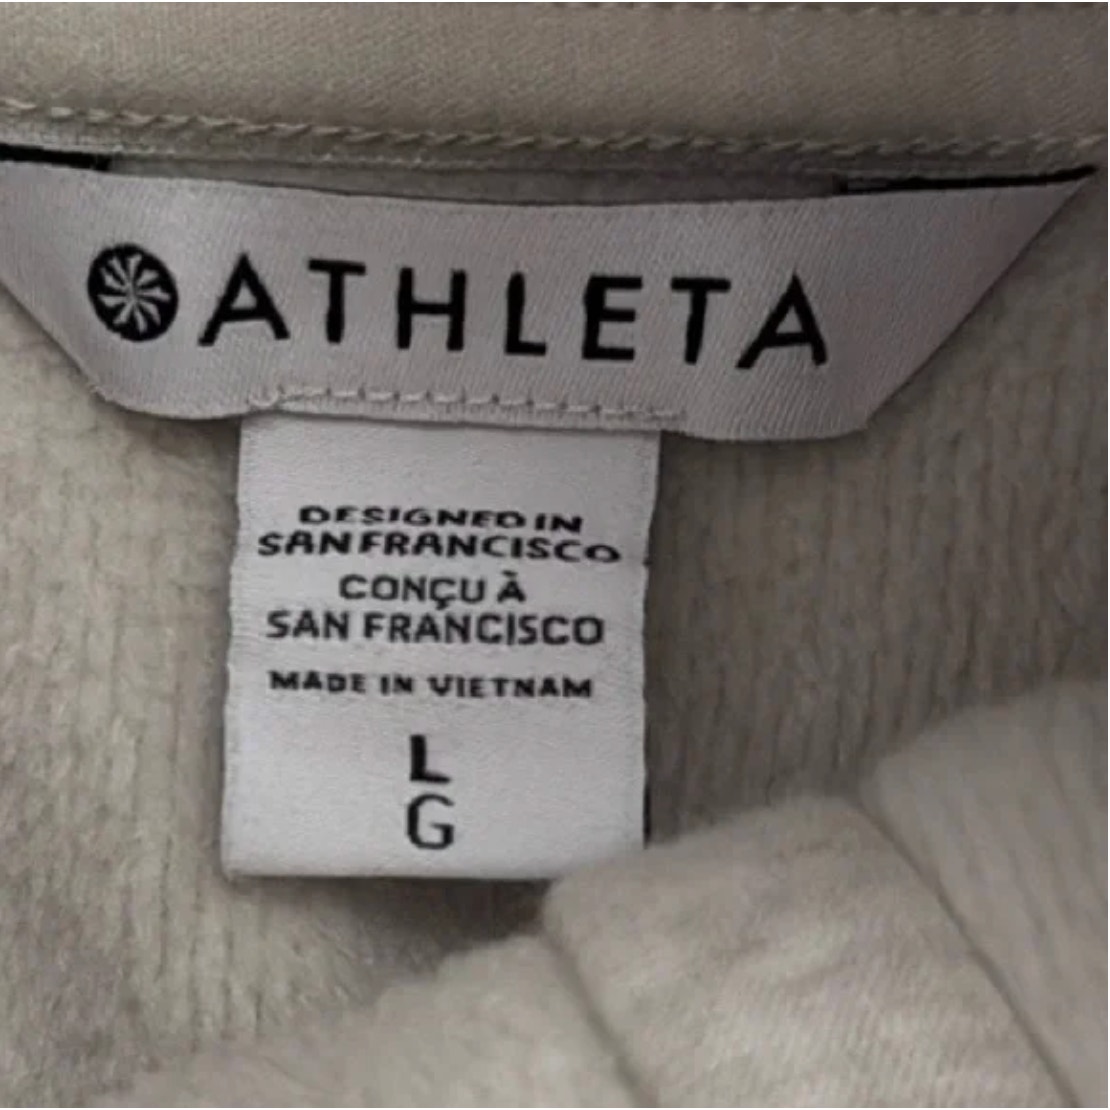 ATHLETA
DESIGNED IN
SAN FRANCISCO
CONÇU À
SAN FRANCISCO
MADE IN VIETNAM
L
G